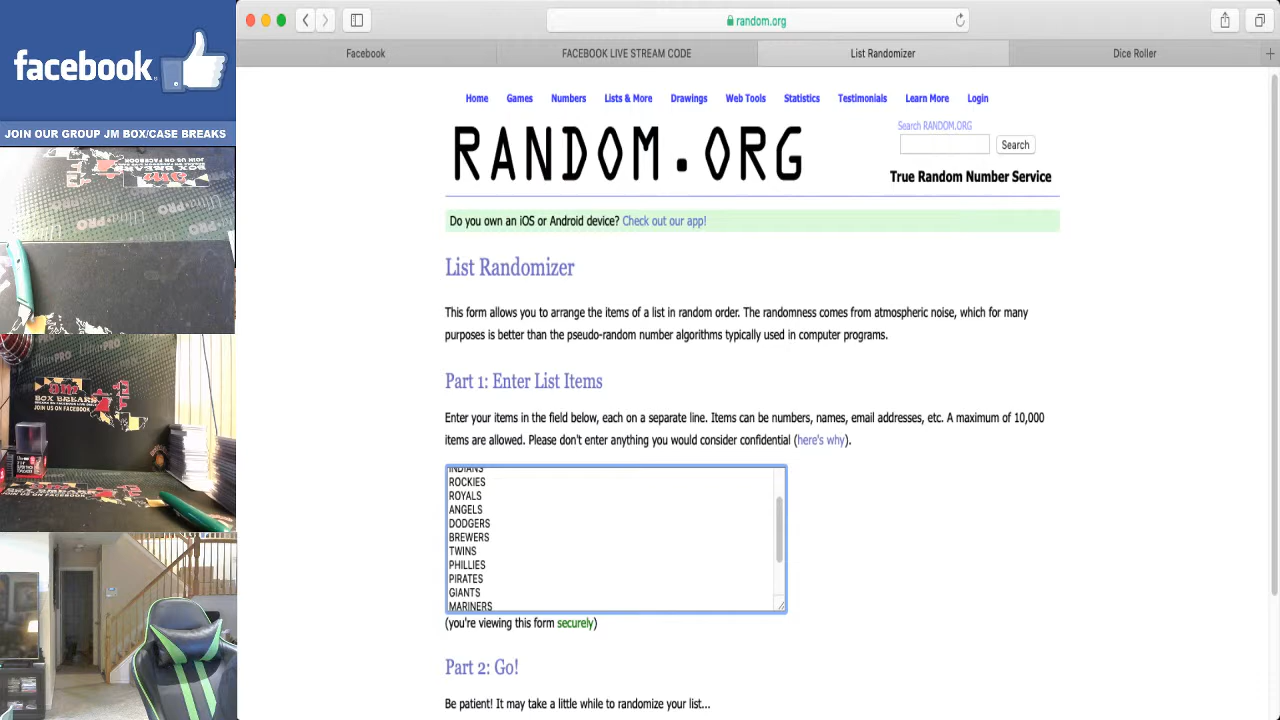 facebook
JOIN OUR GROUP 9M BOX BREAKS
random.org
Facebook
FACEBOOK LIVE STREAM CODE
List Randomizer
Dice Roller
Home Games Numbers Lists & More Drawings Web Tools Statistics Testimonials Learn More Login
RANDOM.ORG
Search RANDOM.ORG
Search
True Random Number Service
Do you own an iOS or Android device? Check out our app!
List Randomizer
This form allows you to arrange the items of a list in random order. The randomness comes from atmospheric noise, which for many
purposes is better than the pseudo-random number algorithms typically used in computer programs.
Part 1: Enter List Items
Enter your items in the field below, each on a separate line. Items can be numbers, names, email addresses, etc. A maximum of 10,000
items are allowed. Please don't enter anything you would consider confidential (here's why).
INDIANS
ROCKIES
ROYALS
ANGELS
DODGERS
BREWERS
TWINS
PHILLIES
PIRATES
GIANTS
MARINERS
(you're viewing this form securely)
Part 2: Go!
Be patient! It may take a little while to randomize your list...
9M
BOX BREAKS
JOIN US ON FACEBOOK